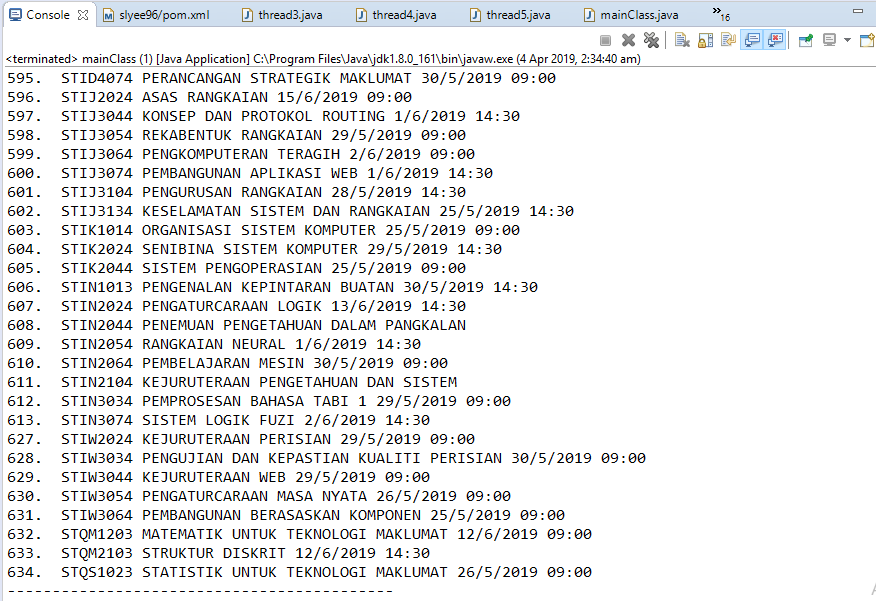 Console slyee96/pom.xml thread3.java thread4.java thread5.java mainClass.java »16
<terminated> mainClass (1) [Java Application] C:\Program Files\Java\jdk1.8.0_161\bin\javaw.exe (4 Apr 2019, 2:34:40 am)
595. STID4074 PERANCANGAN STRATEGIK MAKLUMAT 30/5/2019 09:00
596. STIJ2024 ASAS RANGKAIAN 15/6/2019 09:00
597. STIJ3044 KONSEP DAN PROTOKOL ROUTING 1/6/2019 14:30
598. STIJ3054 REKABENTUK RANGKAIAN 29/5/2019 09:00
599. STIJ3064 PENGKOMPUTERAN TERAGIH 2/6/2019 09:00
600. STIJ3074 PEMBANGUNAN APLIKASI WEB 1/6/2019 14:30
601. STIJ3104 PENGURUSAN RANGKAIAN 28/5/2019 14:30
602. STIJ3134 KESELAMATAN SISTEM DAN RANGKAIAN 25/5/2019 14:30
603. STIK1014 ORGANISASI SISTEM KOMPUTER 25/5/2019 09:00
604. STIK2024 SENIBINA SISTEM KOMPUTER 29/5/2019 14:30
605. STIK2044 SISTEM PENGOPERASIAN 25/5/2019 09:00
606. STIN1013 PENGENALAN KEPINTARAN BUATAN 30/5/2019 14:30
607. STIN2024 PENGATURCARAAN LOGIK 13/6/2019 14:30
608. STIN2044 PENEMUAN PENGETAHUAN DALAM PANGKALAN
609. STIN2054 RANGKAIAN NEURAL 1/6/2019 14:30
610. STIN2064 PEMBELAJARAN MESIN 30/5/2019 09:00
611. STIN2104 KEJURUTERAAN PENGETAHUAN DAN SISTEM
612. STIN3034 PEMPROSESAN BAHASA TABI 1 29/5/2019 09:00
613. STIN3074 SISTEM LOGIK FUZI 2/6/2019 14:30
627. STIW2024 KEJURUTERAAN PERISIAN 29/5/2019 09:00
628. STIW3034 PENGUJIAN DAN KEPASTIAN KUALITI PERISIAN 30/5/2019 09:00
629. STIW3044 KEJURUTERAAN WEB 29/5/2019 09:00
630. STIW3054 PENGATURCARAAN MASA NYATA 26/5/2019 09:00
631. STIW3064 PEMBANGUNAN BERASASKAN KOMPONEN 25/5/2019 09:00
632. STQM1203 MATEMATIK UNTUK TEKNOLOGI MAKLUMAT 12/6/2019 09:00
633. STQM2103 STRUKTUR DISKRIT 12/6/2019 14:30
634. STQS1023 STATISTIK UNTUK TEKNOLOGI MAKLUMAT 26/5/2019 09:00
-------------------------------------------